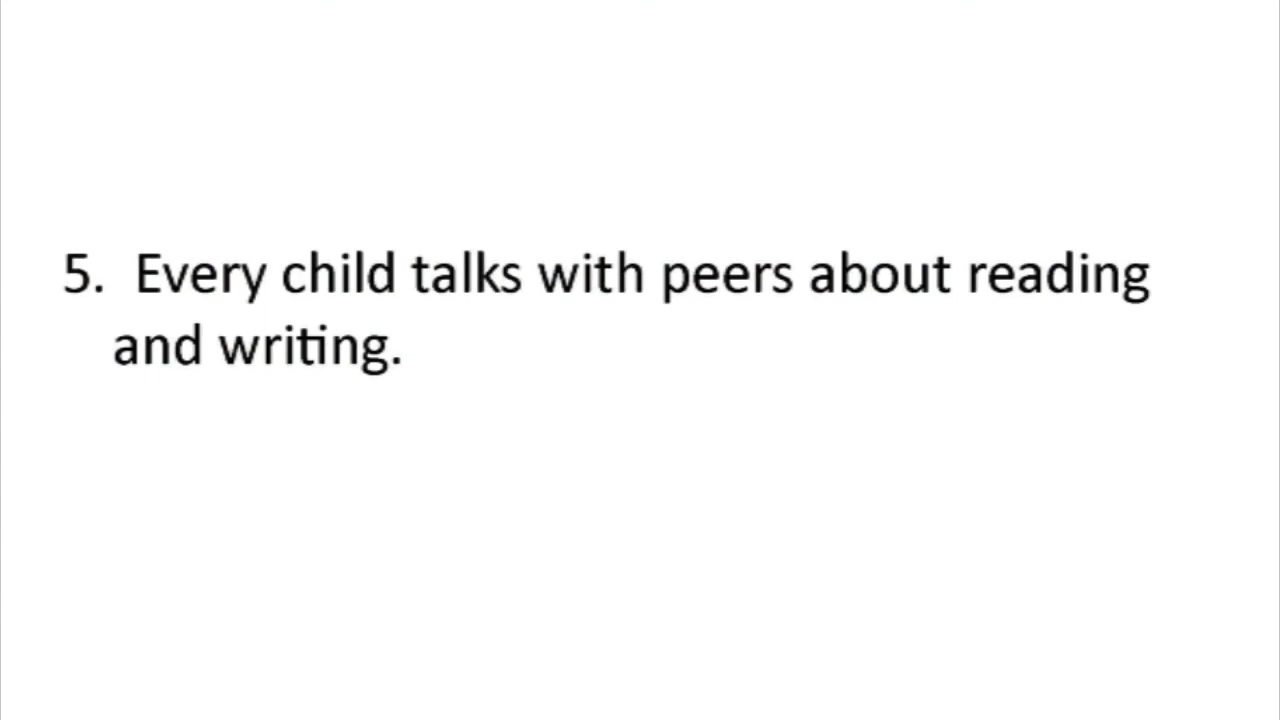 5. Every child talks with peers about reading
and writing.